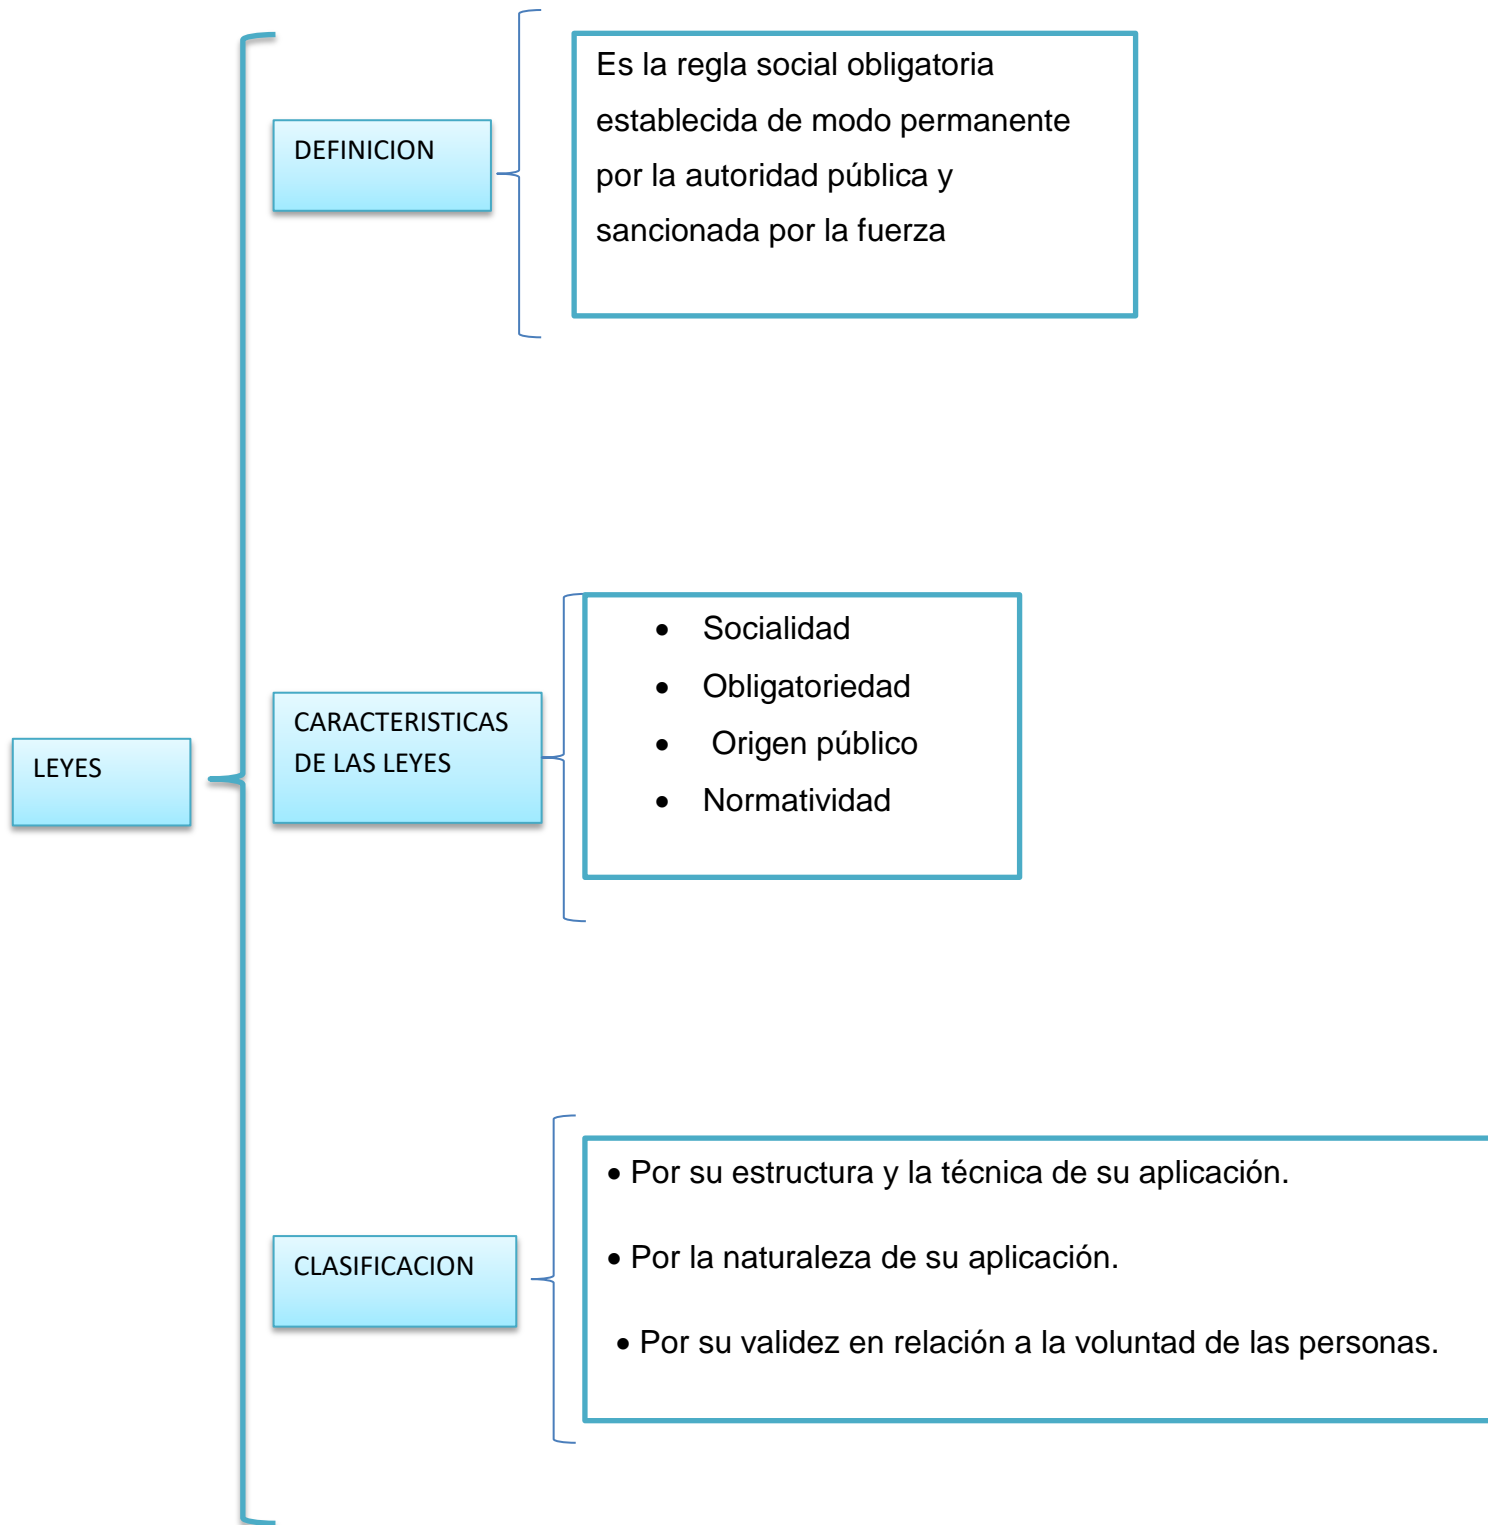 LEYES
DEFINICION
Es la regla social obligatoria
establecida de modo permanente
por la autoridad pública y
sancionada por la fuerza
CARACTERISTICAS
DE LAS LEYES
• Socialidad
• Obligatoriedad
• Origen público
• Normatividad
CLASIFICACION
• Por su estructura y la técnica de su aplicación.
• Por la naturaleza de su aplicación.
• Por su validez en relación a la voluntad de las personas.